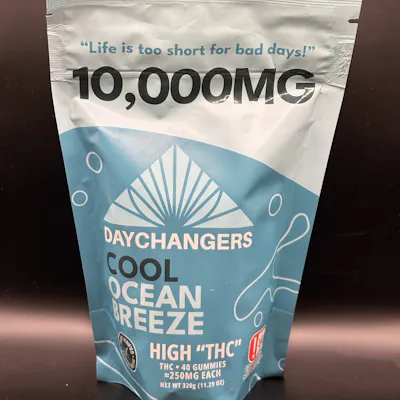 “Life is too short for bad days!”
10,000MG
DAYCHANGERS
COOL
OCEAN
BREEZE
HIGH “THC”
THC • 40 GUMMIES
≈250MG EACH
NET WT 320g (11.29 OZ)